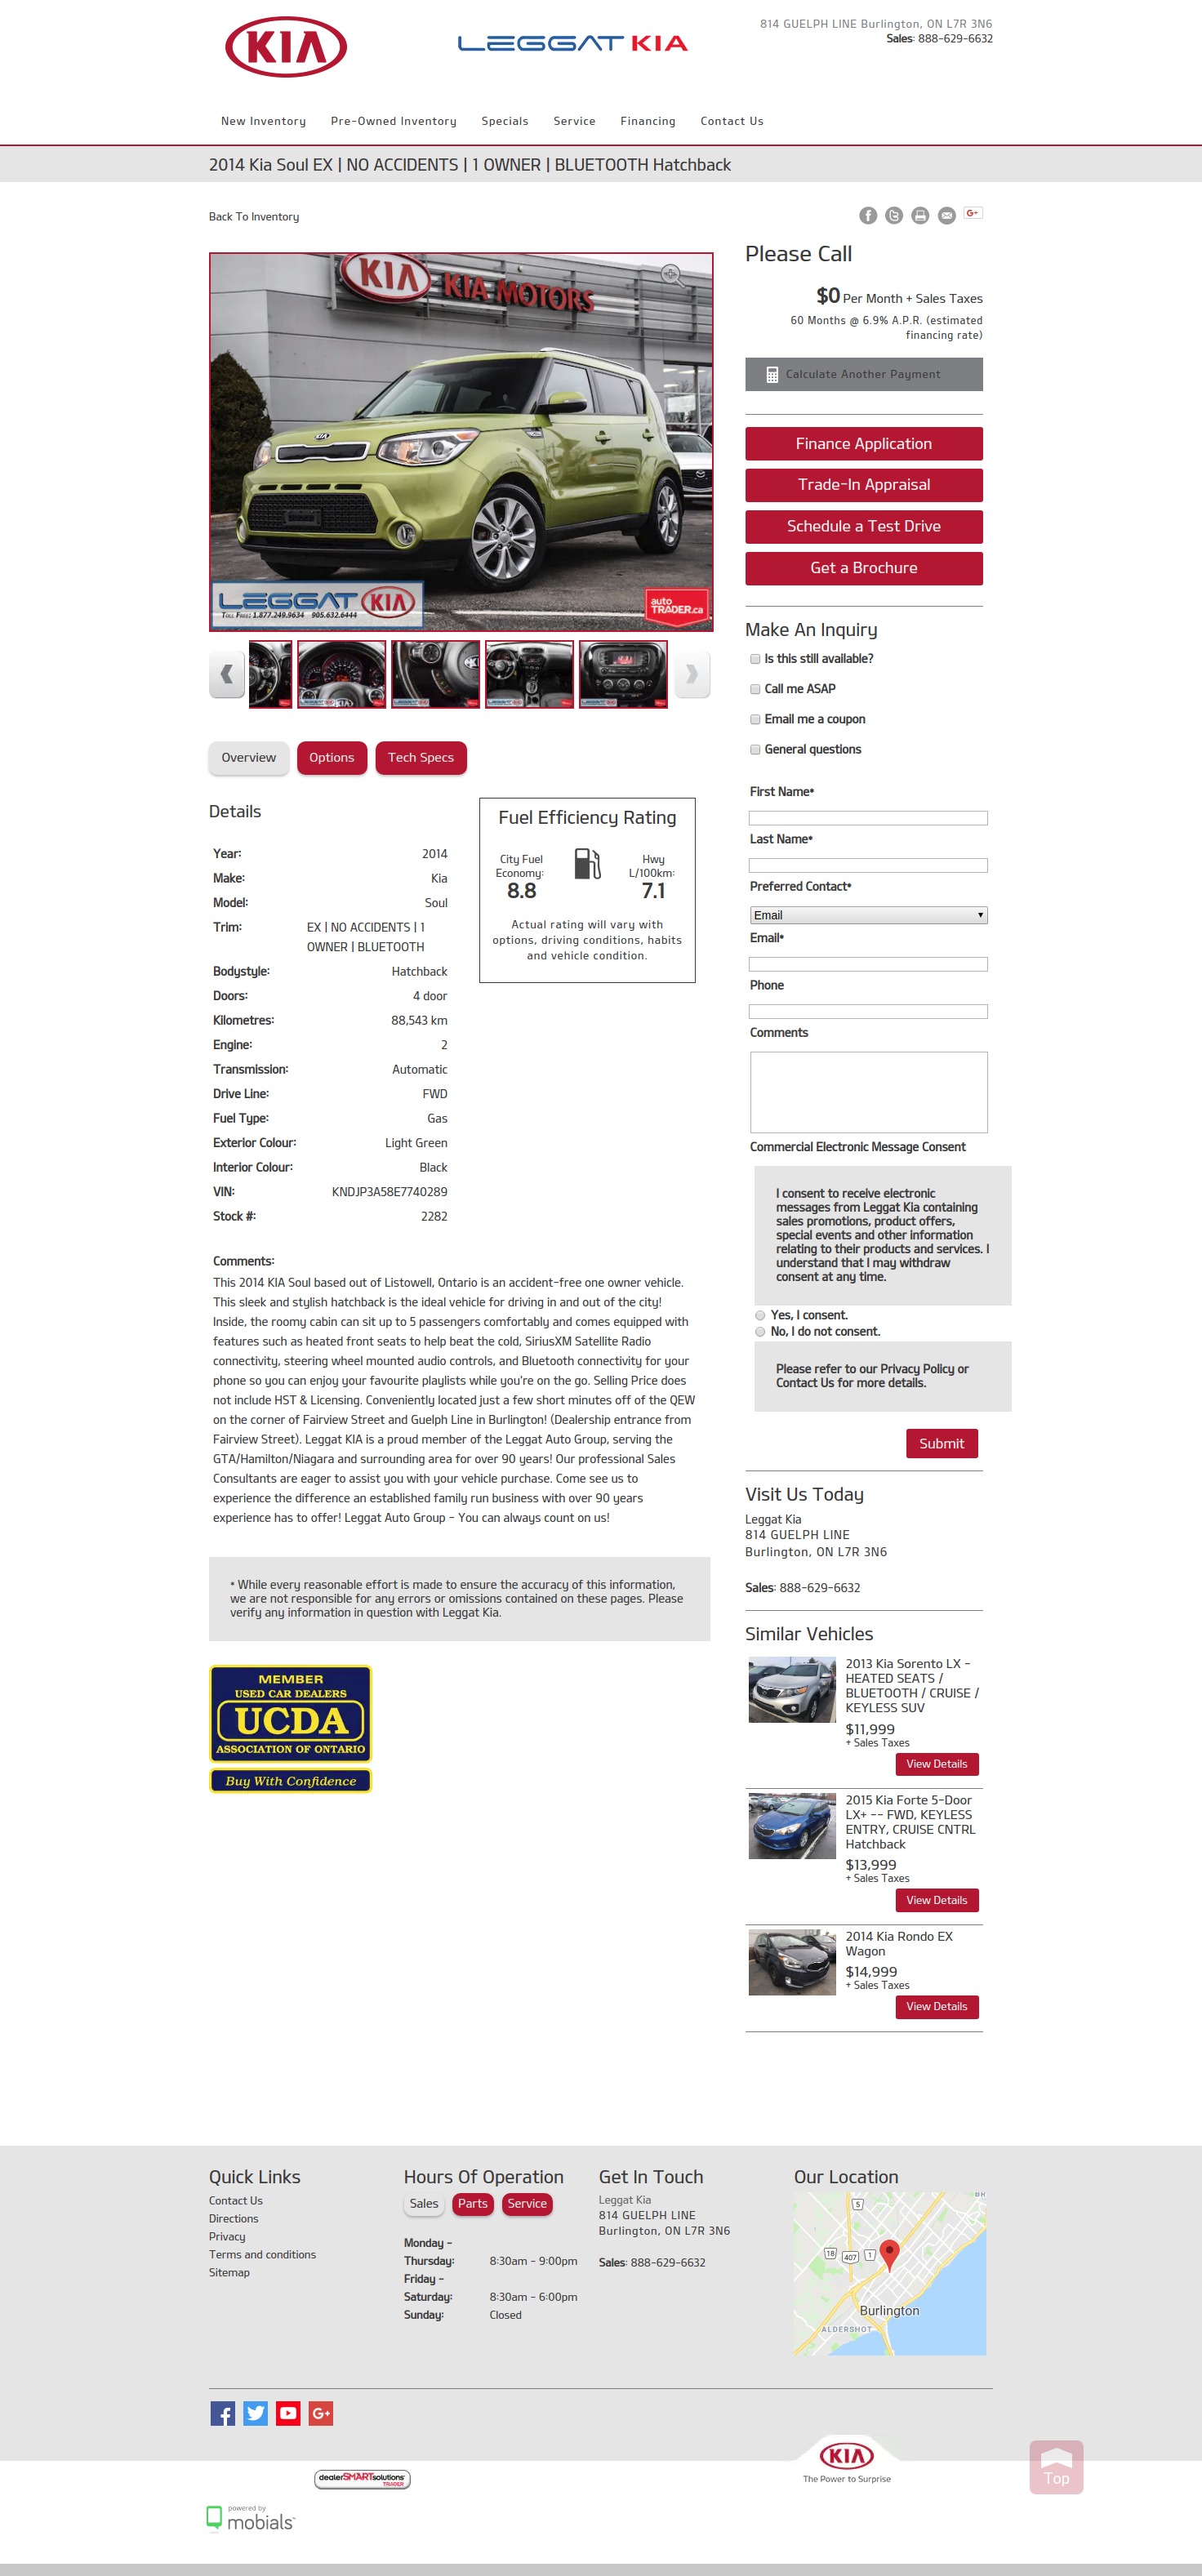 KIA
LEGGAT KIA
814 GUELPH LINE Burlington, ON L7R 3N6
Sales: 888-629-6632
New Inventory
Pre-Owned Inventory
Specials
Service
Financing
Contact Us
2014 Kia Soul EX | NO ACCIDENTS | 1 OWNER | BLUETOOTH Hatchback
Back To Inventory
KIA KIA MOTORS
LEGGAT KIA
TOLL FREE: 1.877.249.9634 905.632.6444
auto
TRADER.ca
Overview
Options
Tech Specs
Details
Year: 2014
Make: Kia
Model: Soul
Trim: EX | NO ACCIDENTS | 1
OWNER | BLUETOOTH
Bodystyle: Hatchback
Doors: 4 door
Kilometres: 88,543 km
Engine: 2
Transmission: Automatic
Drive Line: FWD
Fuel Type: Gas
Exterior Colour: Light Green
Interior Colour: Black
VIN: KNDJP3A58E7740289
Stock #: 2282
Fuel Efficiency Rating
City Fuel
Economy:
8.8
Hwy
L/100km:
7.1
Actual rating will vary with
options, driving conditions, habits
and vehicle condition.
Comments:
This 2014 KIA Soul based out of Listowell, Ontario is an accident-free one owner vehicle.
This sleek and stylish hatchback is the ideal vehicle for driving in and out of the city!
Inside, the roomy cabin can sit up to 5 passengers comfortably and comes equipped with
features such as heated front seats to help beat the cold, SiriusXM Satellite Radio
connectivity, steering wheel mounted audio controls, and Bluetooth connectivity for your
phone so you can enjoy your favourite playlists while you're on the go. Selling Price does
not include HST & Licensing. Conveniently located just a few short minutes off of the QEW
on the corner of Fairview Street and Guelph Line in Burlington! (Dealership entrance from
Fairview Street). Leggat KIA is a proud member of the Leggat Auto Group, serving the
GTA/Hamilton/Niagara and surrounding area for over 90 years! Our professional Sales
Consultants are eager to assist you with your vehicle purchase. Come see us to
experience the difference an established family run business with over 90 years
experience has to offer! Leggat Auto Group - You can always count on us!
* While every reasonable effort is made to ensure the accuracy of this information,
we are not responsible for any errors or omissions contained on these pages. Please
verify any information in question with Leggat Kia.
MEMBER
USED CAR DEALERS
UCDA
ASSOCIATION OF ONTARIO
Buy With Confidence
G+
Please Call
$0 Per Month + Sales Taxes
60 Months @ 6.9% A.P.R. (estimated
financing rate)
Calculate Another Payment
Finance Application
Trade-In Appraisal
Schedule a Test Drive
Get a Brochure
Make An Inquiry
Is this still available?
Call me ASAP
Email me a coupon
General questions
First Name*
Last Name*
Preferred Contact*
Email
Email*
Phone
Comments
Commercial Electronic Message Consent
I consent to receive electronic
messages from Leggat Kia containing
sales promotions, product offers,
special events and other information
relating to their products and services. I
understand that I may withdraw
consent at any time.
Yes, I consent.
No, I do not consent.
Please refer to our Privacy Policy or
Contact Us for more details.
Submit
Visit Us Today
Leggat Kia
814 GUELPH LINE
Burlington, ON L7R 3N6
Sales: 888-629-6632
Similar Vehicles
2013 Kia Sorento LX -
HEATED SEATS /
BLUETOOTH / CRUISE /
KEYLESS SUV
$11,999
+ Sales Taxes
View Details
2015 Kia Forte 5-Door
LX+ -- FWD, KEYLESS
ENTRY, CRUISE CNTRL
Hatchback
$13,999
+ Sales Taxes
View Details
2014 Kia Rondo EX
Wagon
$14,999
+ Sales Taxes
View Details
Quick Links
Contact Us
Directions
Privacy
Terms and conditions
Sitemap
Hours Of Operation
Sales
Parts
Service
Monday -
Thursday: 8:30am - 9:00pm
Friday -
Saturday: 8:30am - 6:00pm
Sunday: Closed
Get In Touch
Leggat Kia
814 GUELPH LINE
Burlington, ON L7R 3N6
Sales: 888-629-6632
Our Location
BR
5
18
407
1
Burlington
ALDERSHOT
G+
KIA
The Power to Surprise
Top
dealerSMARTsolutions
TRADER
powered by
mobials